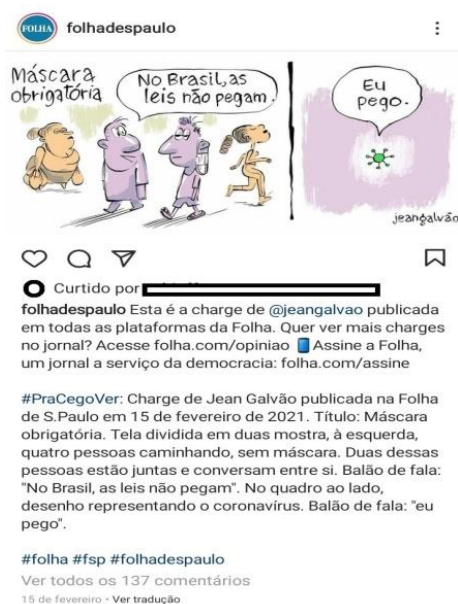 FOLHA folhadespaulo
Máscara
obrigatória
No Brasil, as
leis não pegam.
Eu
pego.
jeangalvão
Curtido por
folhadespaulo Esta é a charge de @jeangalvao publicada
em todas as plataformas da Folha. Quer ver mais charges
no jornal? Acesse folha.com/opiniao 📘Assine a Folha,
um jornal a serviço da democracia: folha.com/assine
#PraCegoVer: Charge de Jean Galvão publicada na Folha
de S.Paulo em 15 de fevereiro de 2021. Título: Máscara
obrigatória. Tela dividida em duas mostra, à esquerda,
quatro pessoas caminhando, sem máscara. Duas dessas
pessoas estão juntas e conversam entre si. Balão de fala:
"No Brasil, as leis não pegam". No quadro ao lado,
desenho representando o coronavírus. Balão de fala: "eu
pego".
#folha #fsp #folhadespaulo
Ver todos os 137 comentários
15 de fevereiro • Ver tradução